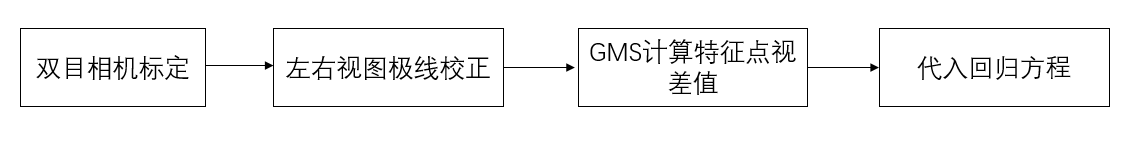 双目相机标定
左右视图极线校正
GMS计算特征点视
差值
代入回归方程